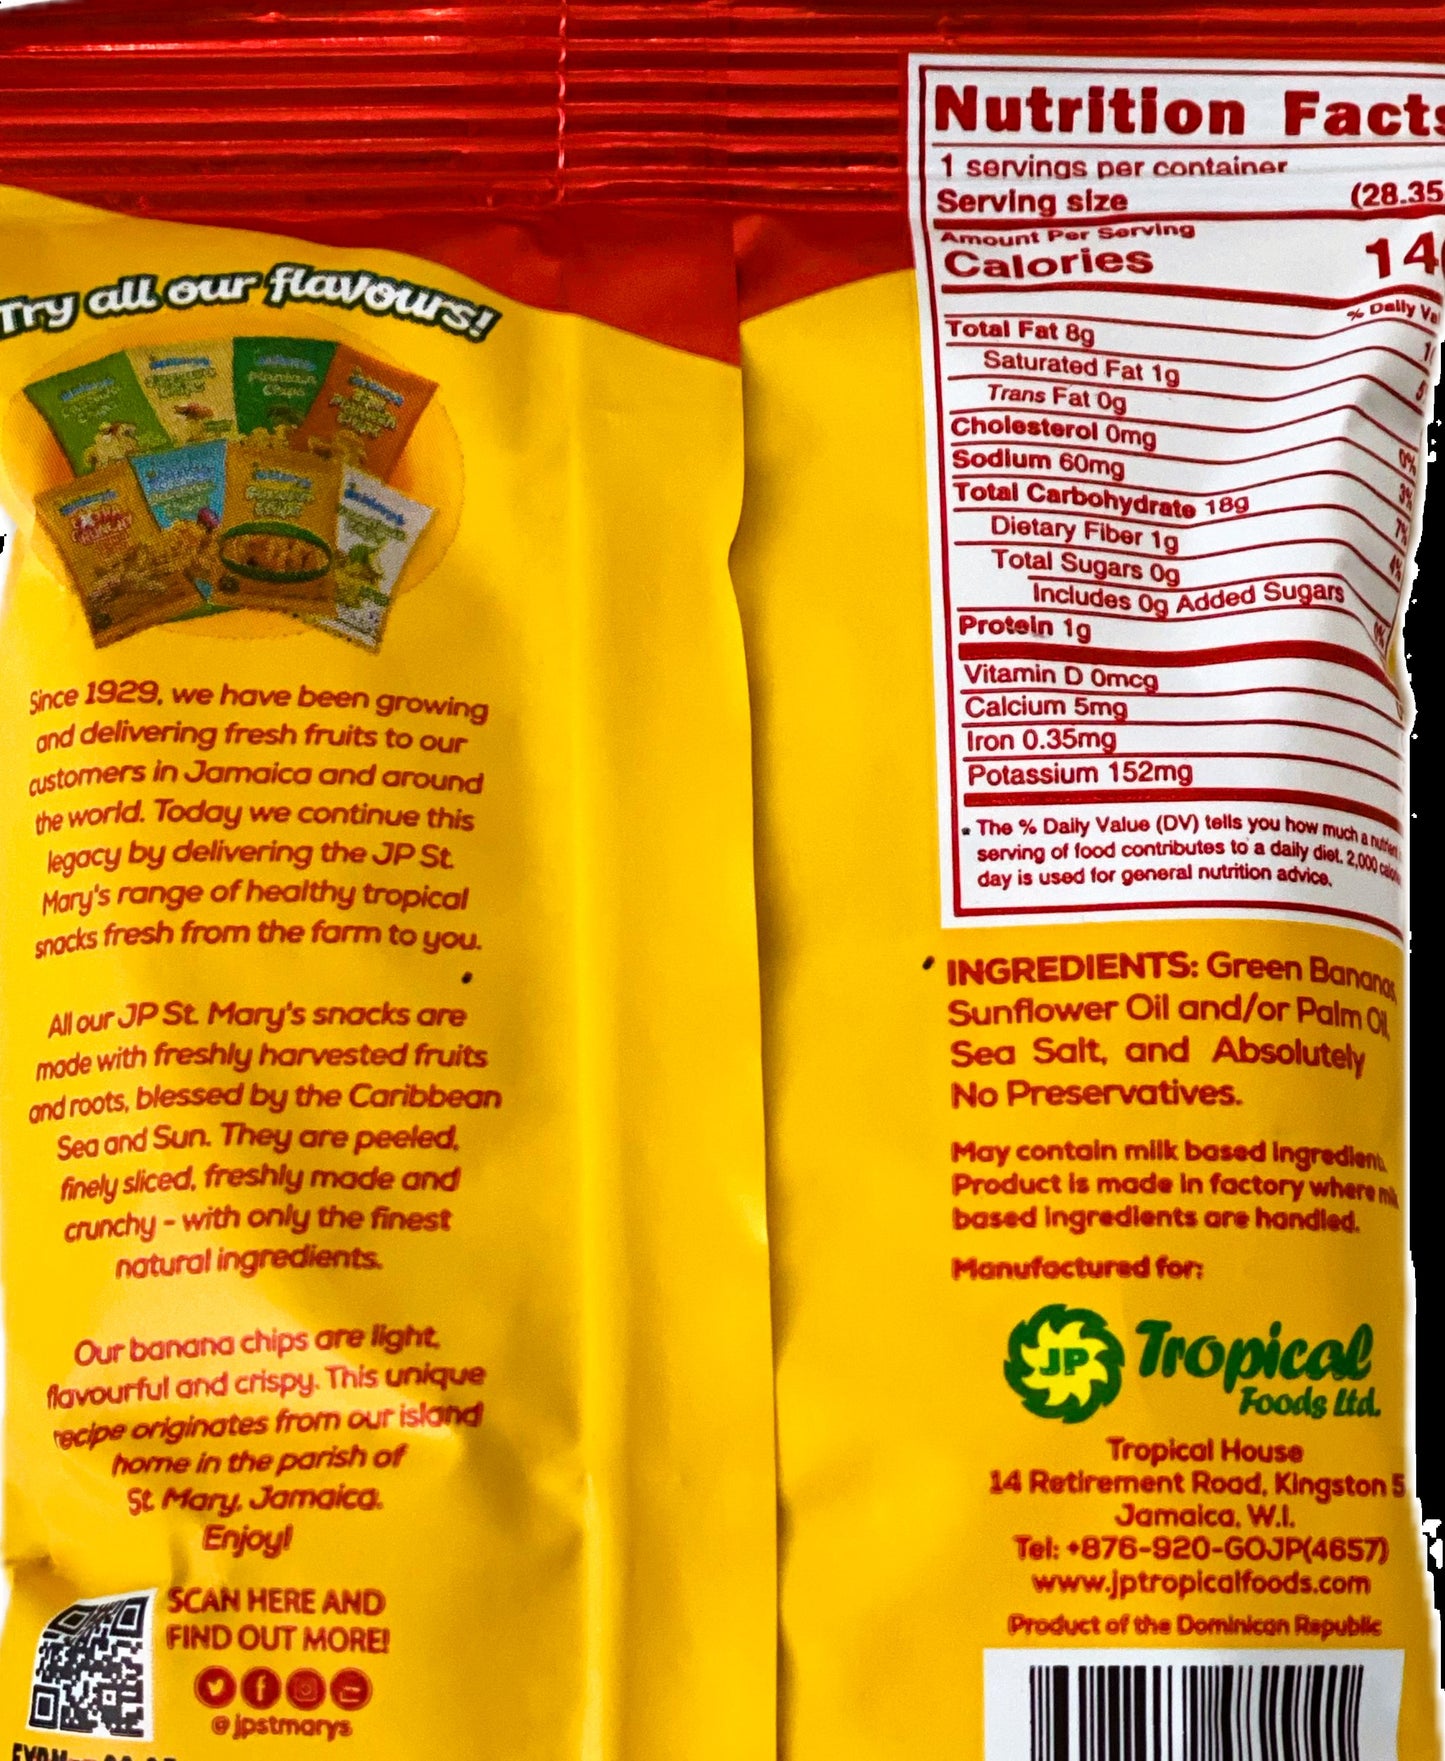 Try all our flavours!
Since 1929, we have been growing
and delivering fresh fruits to our
customers in Jamaica and around
the world. Today we continue this
legacy by delivering the JP St.
Mary's range of healthy tropical
snacks fresh from the farm to you.
All our JP St. Mary's snacks are
made with freshly harvested fruits
and roots, blessed by the Caribbean
Sea and Sun. They are peeled,
finely sliced, freshly made and
crunchy - with only the finest
natural ingredients.
Our banana chips are light,
flavourful and crispy. This unique
recipe originates from our island
home in the parish of
St. Mary, Jamaica.
Enjoy!
SCAN HERE AND
FIND OUT MORE!
@jpstmarys
Nutrition Facts
1 servings per container
Serving size (28.35
Amount Per Serving
Calories 14
% Daily Va
Total Fat 8g
Saturated Fat 1g 5
Trans Fat 0g
Cholesterol 0mg 0%
Sodium 60mg 3%
Total Carbohydrate 18g 7%
Dietary Fiber 1g 4%
Total Sugars 0g
Includes 0g Added Sugars
Protein 1g
Vitamin D 0mcg
Calcium 5mg
Iron 0.35mg
Potassium 152mg
The % Daily Value (DV) tells you how much a nutrient
serving of food contributes to a daily diet. 2,000 calor
day is used for general nutrition advice.
INGREDIENTS: Green Bananas,
Sunflower Oil and/or Palm Oil,
Sea Salt, and Absolutely
No Preservatives.
May contain milk based Ingredient.
Product is made in factory where milk
based ingredients are handled.
Manufactured for:
JP Tropical
Foods Ltd.
Tropical House
14 Retirement Road, Kingston 5
Jamaica, W.I.
Tel: +876-920-GOJP(4657)
www.jptropicalfoods.com
Product of the Dominican Republic